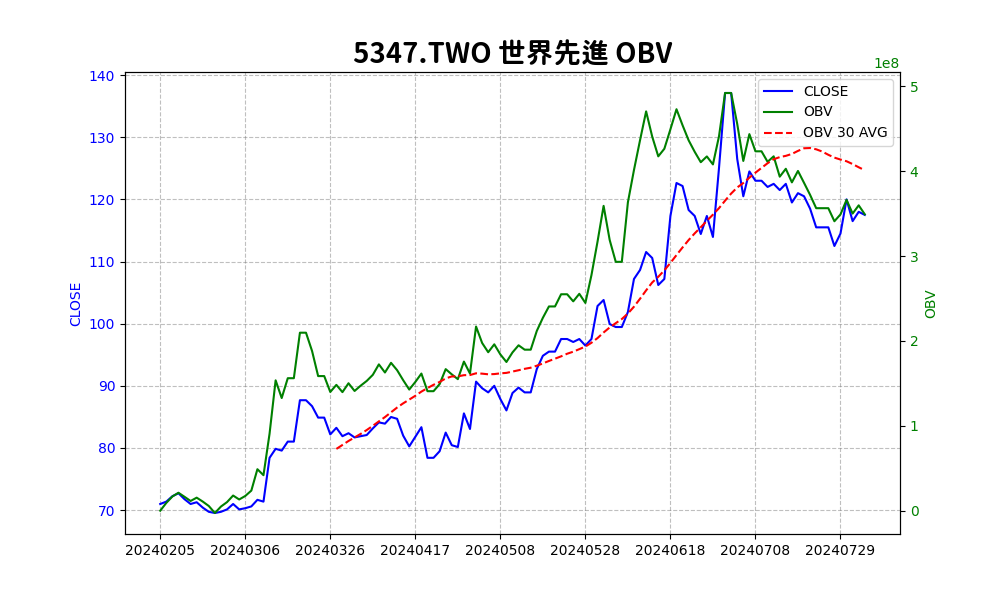 5347.TWO 世界先進 OBV
1e8
CLOSE
OBV
OBV 30 AVG
CLOSE
140
130
120
110
100
90
80
70
OBV
5
4
3
2
1
0
20240205 20240306 20240326 20240417 20240508 20240528 20240618 20240708 20240729